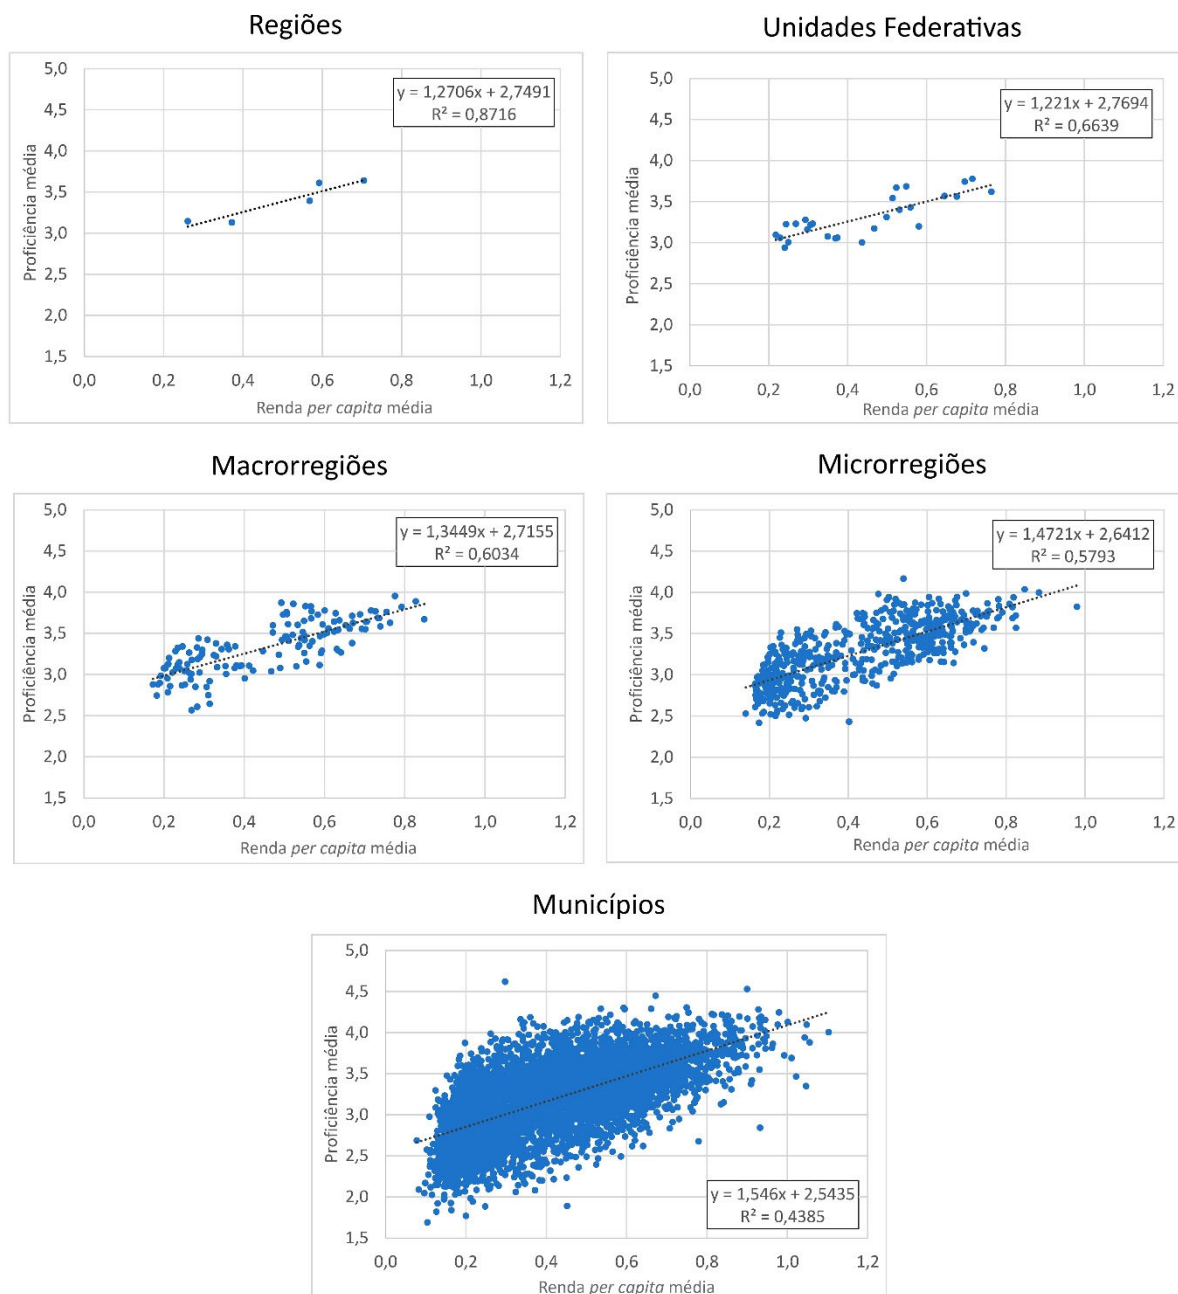 Regiões
5,0
4,5
4,0
3,5
3,0
2,5
2,0
1,5
Proficiência média
y = 1,2706x + 2,7491
R² = 0,8716
0,0 0,2 0,4 0,6 0,8 1,0 1,2
Renda per capita média
Unidades Federativas
5,0
4,5
4,0
3,5
3,0
2,5
2,0
1,5
Proficiência média
y = 1,221x + 2,7694
R² = 0,6639
0,0 0,2 0,4 0,6 0,8 1,0 1,2
Renda per capita média
Macrorregiões
5,0
4,5
4,0
3,5
3,0
2,5
2,0
1,5
Proficiência média
y = 1,3449x + 2,7155
R² = 0,6034
0,0 0,2 0,4 0,6 0,8 1,0 1,2
Renda per capita média
Microrregiões
5,0
4,5
4,0
3,5
3,0
2,5
2,0
1,5
Proficiência média
y = 1,4721x + 2,6412
R² = 0,5793
0,0 0,2 0,4 0,6 0,8 1,0 1,2
Renda per capita média
Municípios
5,0
4,5
4,0
3,5
3,0
2,5
2,0
1,5
Proficiência média
y = 1,546x + 2,5435
R² = 0,4385
0,0 0,2 0,4 0,6 0,8 1,0 1,2
Renda per capita média